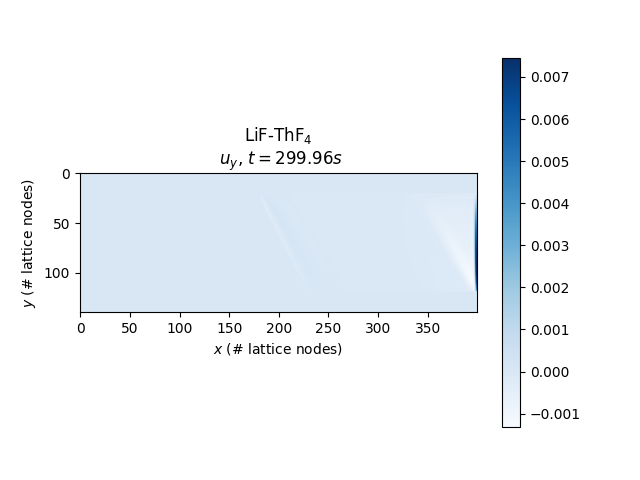 LiF-ThF₄
u_y, t = 299.96s
0
50
100
y (# lattice nodes)
0 50 100 150 200 250 300 350
x (# lattice nodes)
0.007
0.006
0.005
0.004
0.003
0.002
0.001
0.000
−0.001